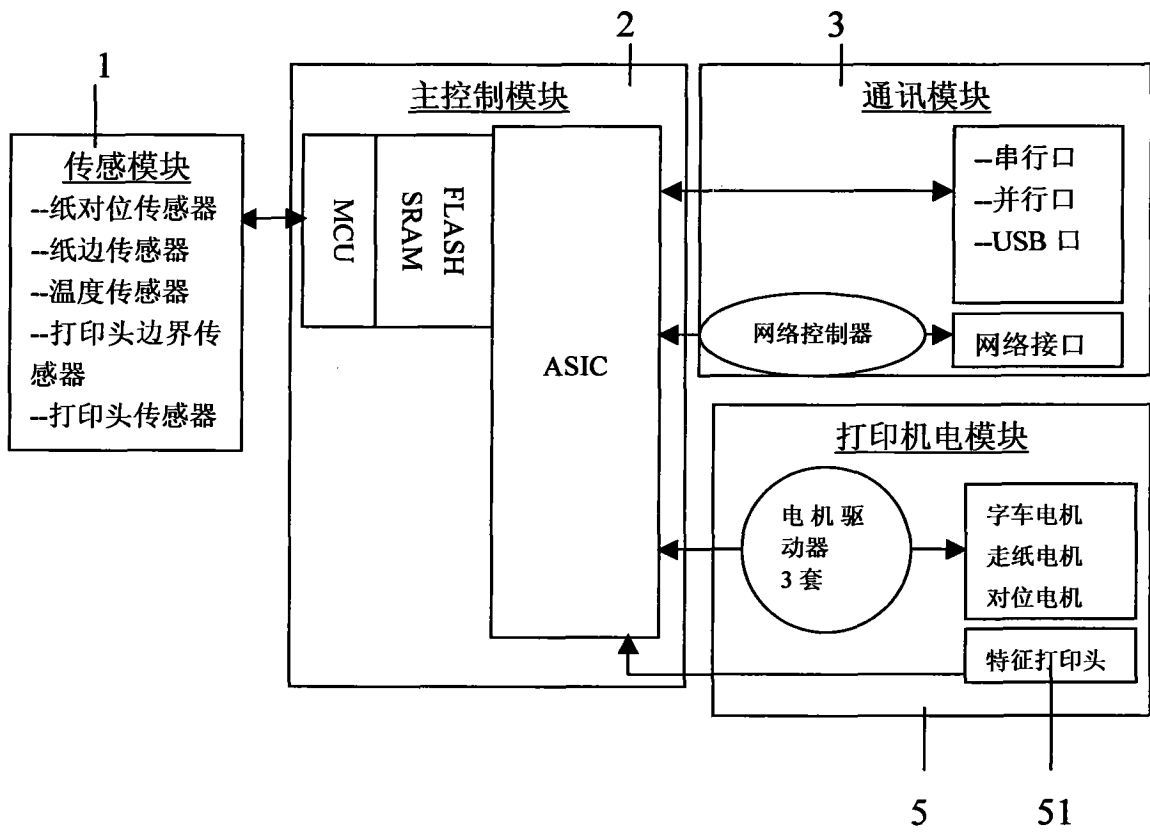 1
2
3
传感模块
--纸对位传感器
--纸边传感器
--温度传感器
--打印头边界传
感器
--打印头传感器
主控制模块
MCU
FLASH
SRAM
ASIC
通讯模块
--串行口
--并行口
--USB 口
网络控制器
网络接口
打印机电模块
电 机 驱
动器
3 套
字车电机
走纸电机
对位电机
特征打印头
5
51